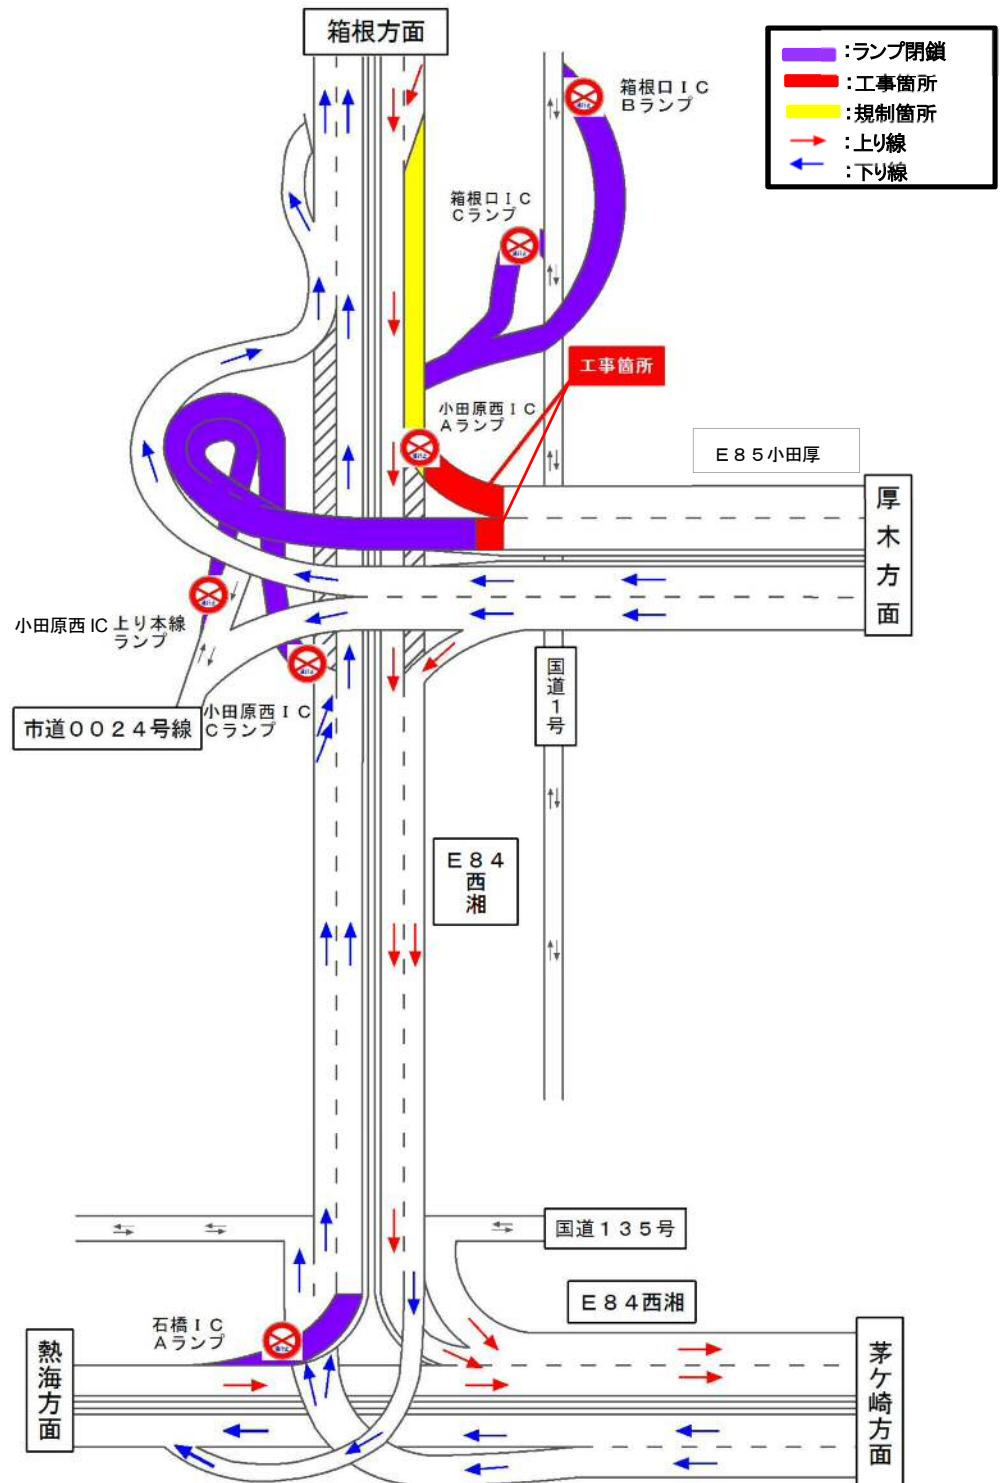 箱根方面
：ランプ閉鎖
：工事箇所
：規制箇所
：上り線
：下り線
箱根口ＩＣ
Ｂランプ
箱根口ＩＣ
Ｃランプ
工事箇所
小田原西ＩＣ
Ａランプ
Ｅ８５小田厚
厚木方面
小田原西IC 上り本線
ランプ
国道１号
市道００２４号線
小田原西ＩＣ
Ｃランプ
Ｅ８４
西湘
国道１３５号
Ｅ８４西湘
石橋ＩＣ
Ａランプ
熱海方面
茅ケ崎方面